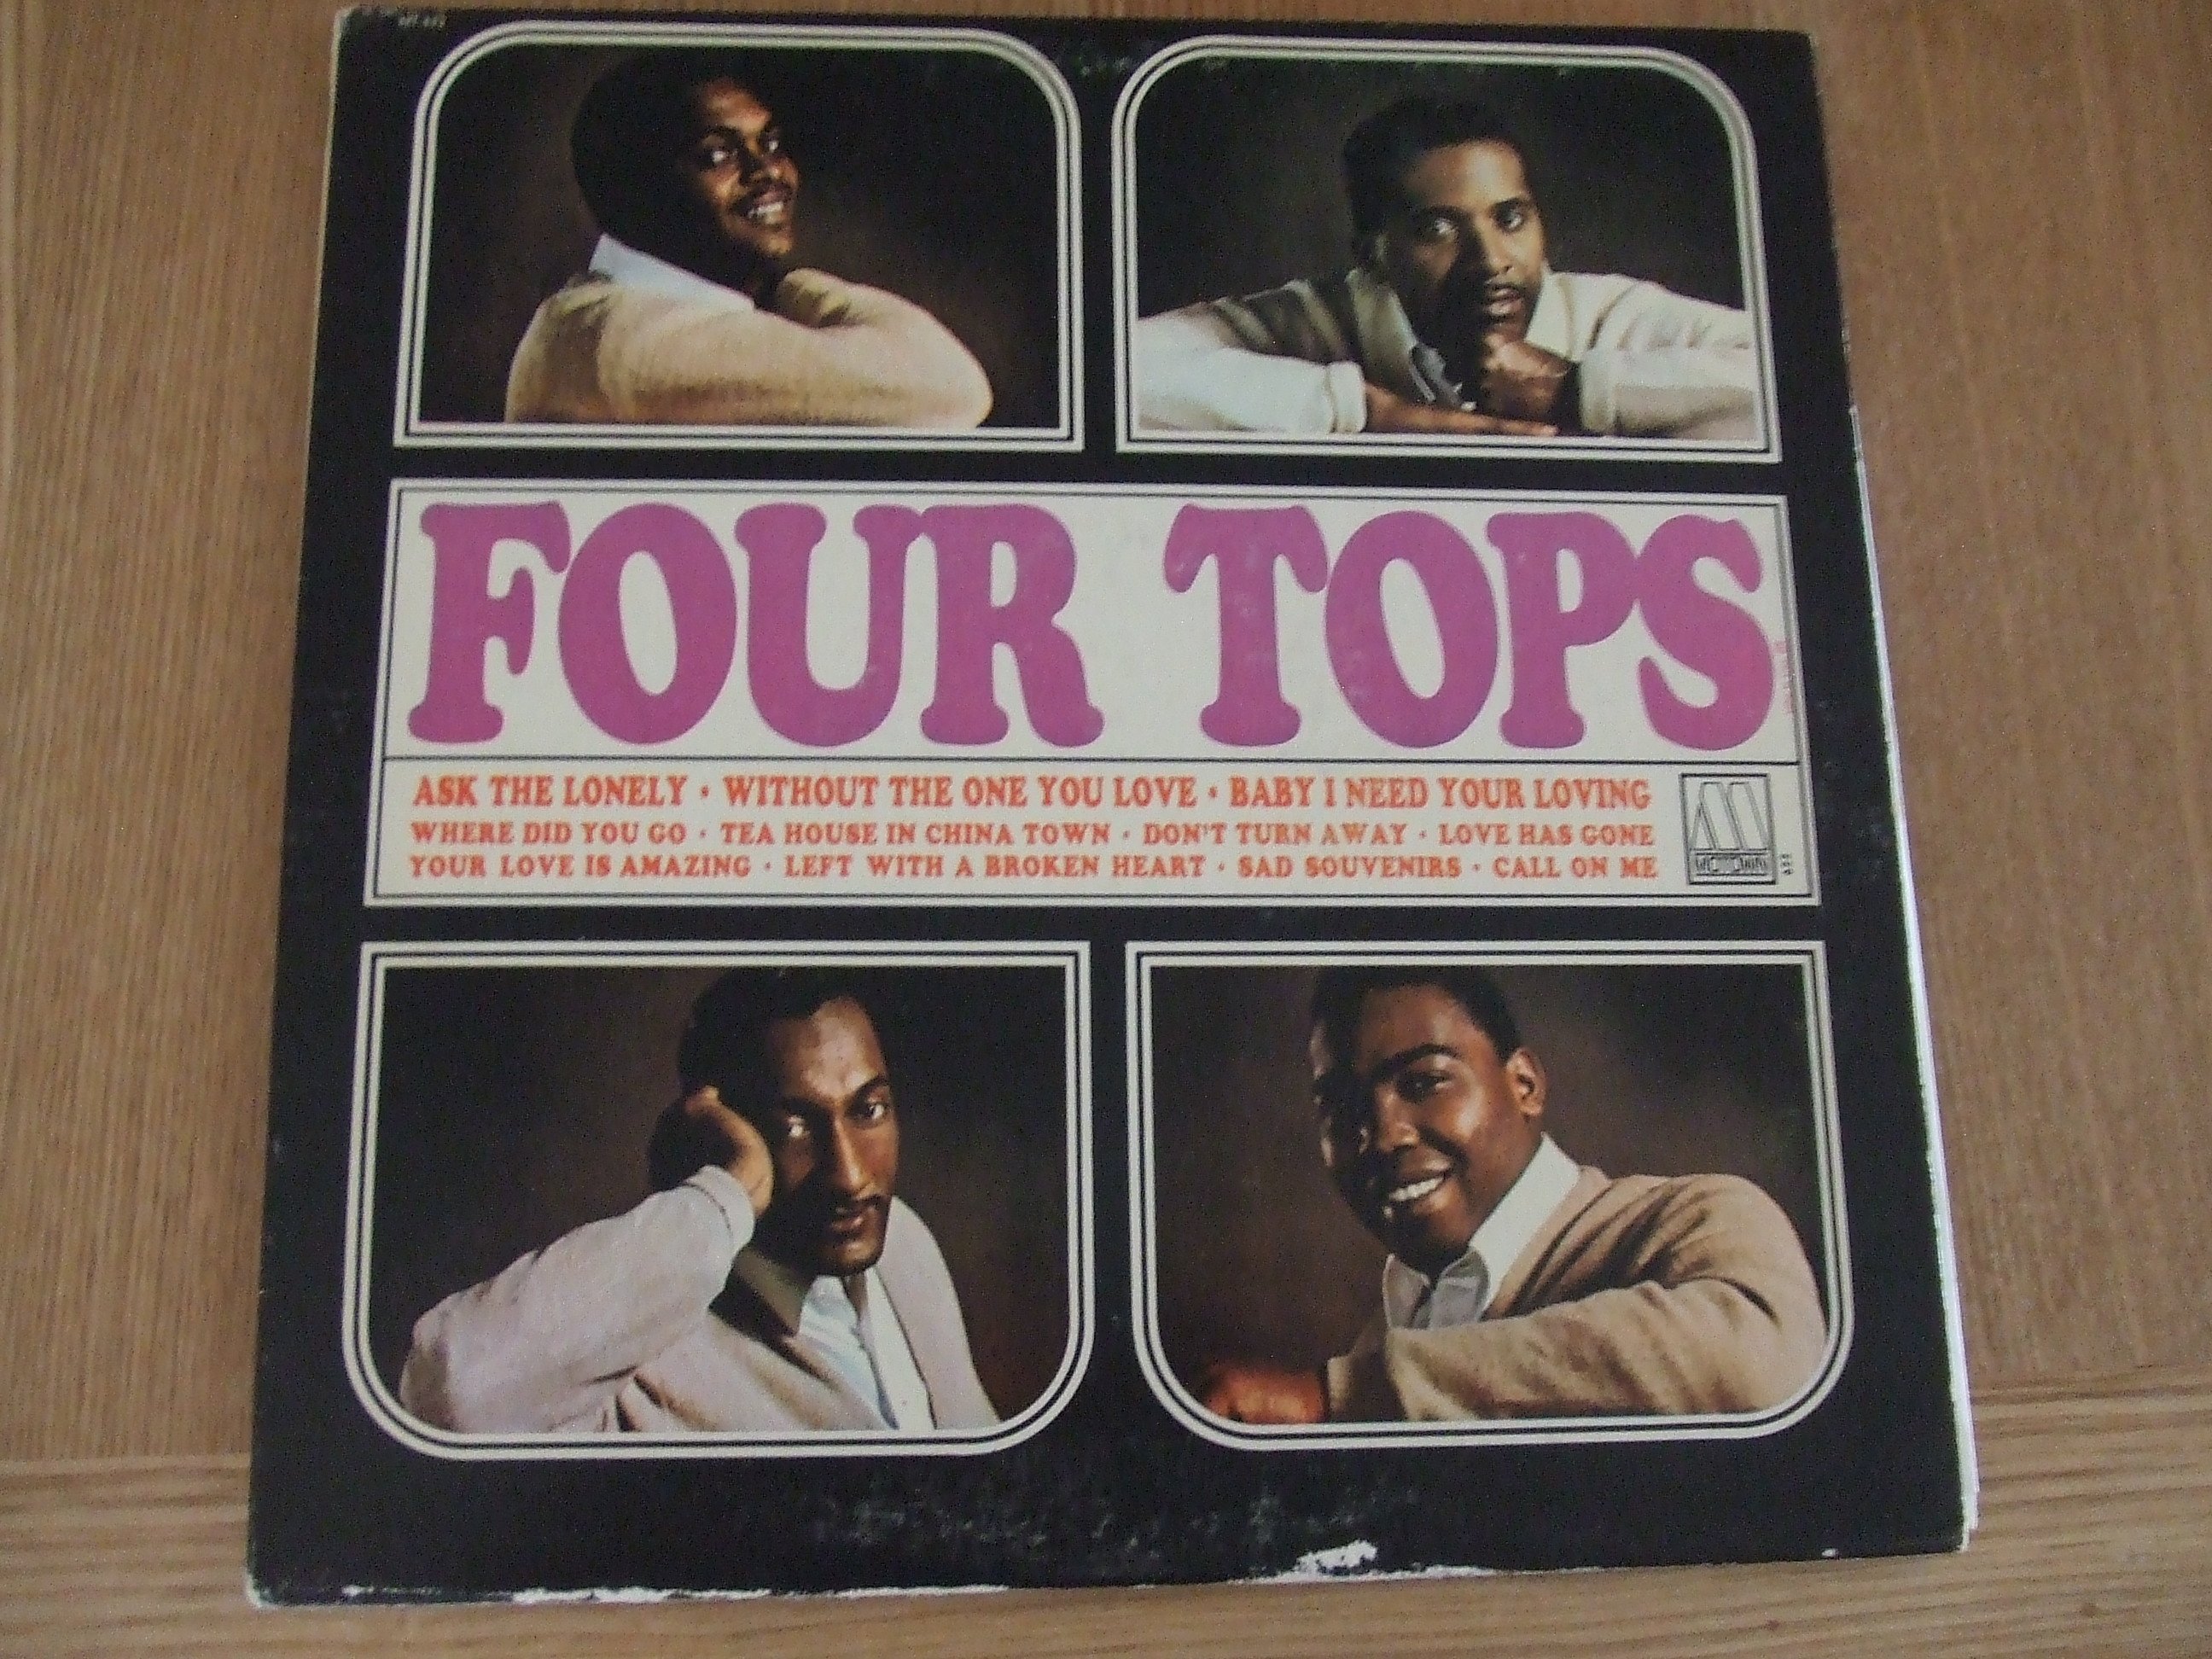 FOUR TOPS
ASK THE LONELY · WITHOUT THE ONE YOU LOVE · BABY I NEED YOUR LOVING
WHERE DID YOU GO · TEA HOUSE IN CHINA TOWN · DON'T TURN AWAY · LOVE HAS GONE
YOUR LOVE IS AMAZING · LEFT WITH A BROKEN HEART · SAD SOUVENIRS · CALL ON ME